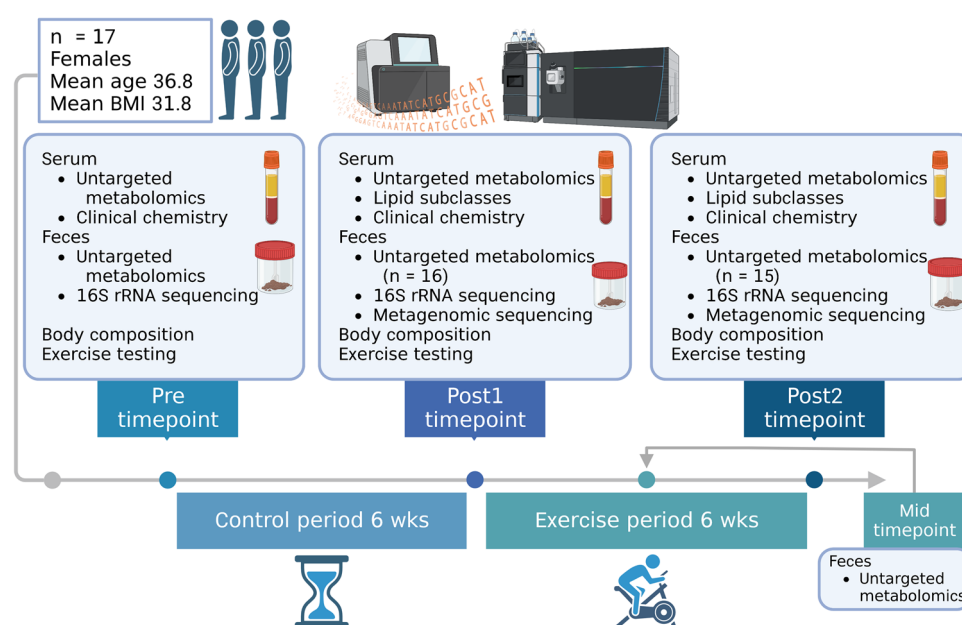 n = 17
Females
Mean age 36.8
Mean BMI 31.8
CAAATATCATGCGCAT
CAAATATCATGCG
CAAATATCATGCGCAT
Serum
• Untargeted
metabolomics
• Clinical chemistry
Feces
• Untargeted
metabolomics
• 16S rRNA sequencing
Body composition
Exercise testing
Serum
• Untargeted metabolomics
• Lipid subclasses
• Clinical chemistry
Feces
• Untargeted metabolomics
(n = 16)
• 16S rRNA sequencing
• Metagenomic sequencing
Body composition
Exercise testing
Serum
• Untargeted metabolomics
• Lipid subclasses
• Clinical chemistry
Feces
• Untargeted metabolomics
(n = 15)
• 16S rRNA sequencing
• Metagenomic sequencing
Body composition
Exercise testing
Pre
timepoint
Post1
timepoint
Post2
timepoint
Control period 6 wks
Exercise period 6 wks
Mid
timepoint
Feces
• Untargeted
metabolomics